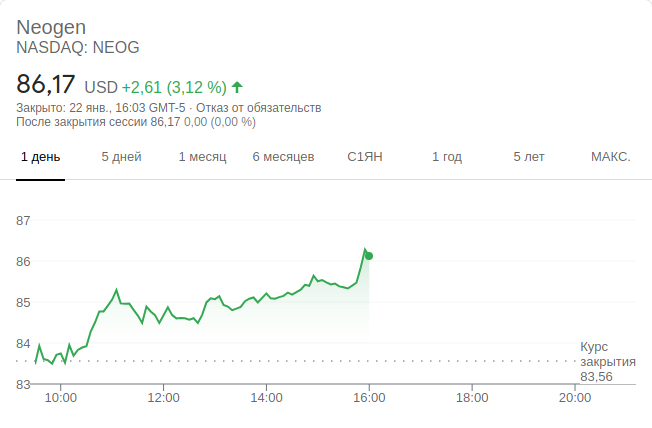 Neogen
NASDAQ: NEOG
86,17 USD +2,61 (3,12 %)
Закрыто: 22 янв., 16:03 GMT-5 · Отказ от обязательств
После закрытия сессии 86,17 0,00 (0,00 %)
1 день 5 дней 1 месяц 6 месяцев С1ЯН 1 год 5 лет МАКС.
87
86
85
84
Курс
закрытия
83,56
83
10:00 12:00 14:00 16:00 18:00 20:00